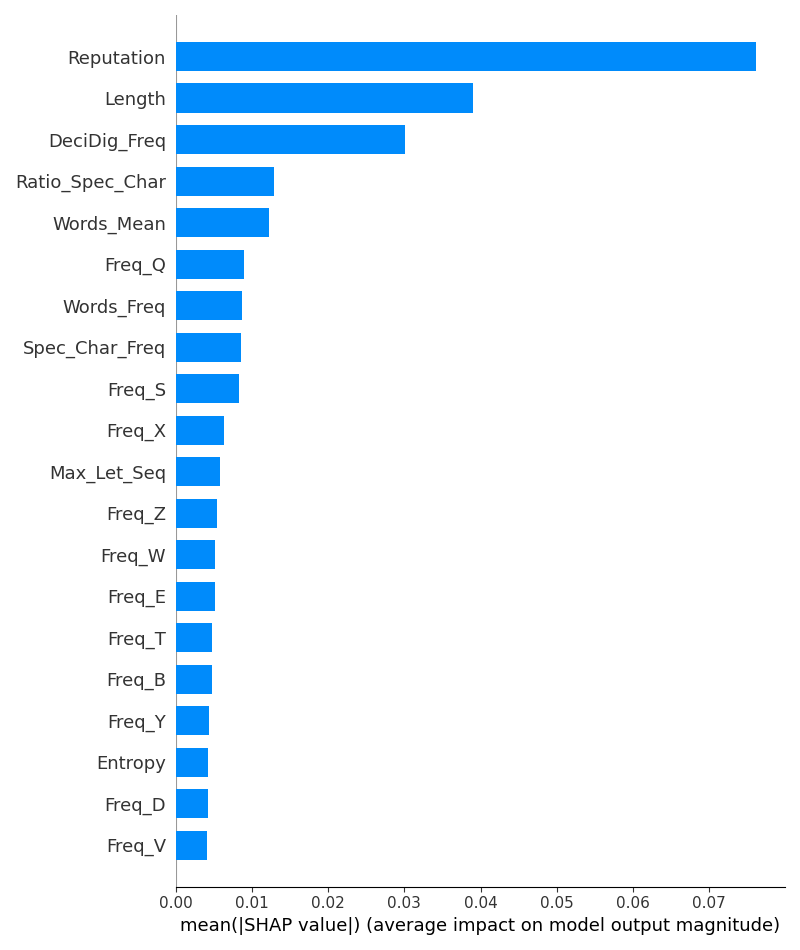 Reputation
Length
DeciDig_Freq
Ratio_Spec_Char
Words_Mean
Freq_Q
Words_Freq
Spec_Char_Freq
Freq_S
Freq_X
Max_Let_Seq
Freq_Z
Freq_W
Freq_E
Freq_T
Freq_B
Freq_Y
Entropy
Freq_D
Freq_V
0.00 0.01 0.02 0.03 0.04 0.05 0.06 0.07
mean(|SHAP value|) (average impact on model output magnitude)